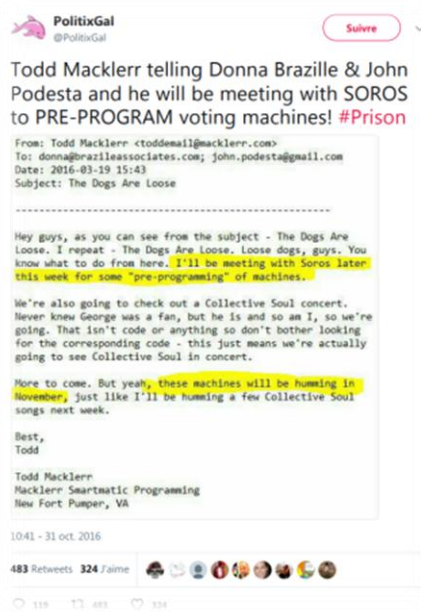 PolitixGal
@PolitixGal
Suivre
Todd Macklerr telling Donna Brazille & John
Podesta and he will be meeting with SOROS
to PRE-PROGRAM voting machines! #Prison
From: Todd Macklerr <toddemail@macklerr.com>
To: donna@brazileassociates.com; john.podesta@gmail.com
Date: 2016-03-19 15:43
Subject: The Dogs Are Loose
Hey guys, as you can see from the subject - The Dogs Are
Loose. I repeat - The Dogs Are Loose. Loose dogs, guys. You
know what to do from here. I'll be meeting with Soros later
this week for some "pre-programming" of machines.
We're also going to check out a Collective Soul concert.
Never knew George was a fan, but he is and so am I, so we're
going. That isn't code or anything so don't bother looking
for the corresponding code - this just means we're actually
going to see Collective Soul in concert.
More to come. But yeah, these machines will be humming in
November, just like I'll be humming a few Collective Soul
songs next week.
Best,
Todd
Todd Macklerr
Macklerr Smartmatic Programming
New Fort Pumper, VA
10:41 - 31 oct. 2016
483 Retweets 324 J'aime
119 483 324